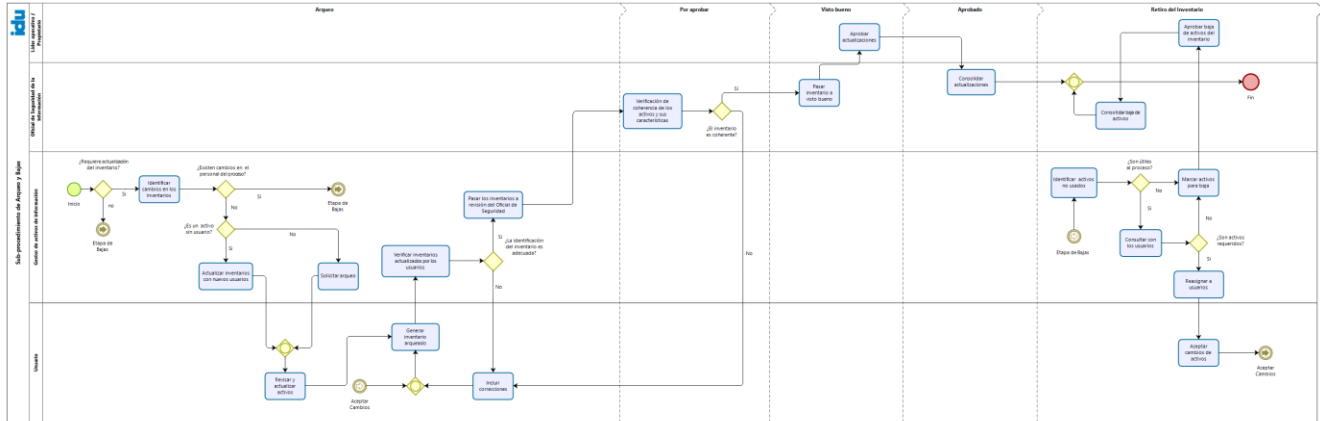 idu
Sub-procedimiento de Arqueo y Bajas
Arqueo
Por aprobar
Visto bueno
Aprobado
Retiro del Inventario
Líder operativo /
Propietario
Aprobar
actualizaciones
Aprobar baja
de activos del
inventario
Oficial de Seguridad de la
Información
Verificación de
coherencia de los
activos y sus
características
Si
¿El inventario
es coherente?
Pasar
inventario a
visto bueno
Consolidar
actualizaciones
Consolidar baja de
activos
Fin
Gestor de activos de información
Inicio
¿Requiere actualización
del inventario?
Si
no
Etapa de
Bajas
Identificar
cambios en los
inventarios
¿Existen cambios en el
personal del proceso?
Si
Etapa de
Bajas
No
¿Es un activo
sin usuario?
No
Si
Actualizar inventarios
con nuevos usuarios
Solicitar arqueo
Verificar inventarios
actualizados por los
usuarios
Pasar los inventarios a
revisión del Oficial de
Seguridad
Si
¿La identificación
del inventario es
adecuada?
No
No
Identificar activos
no usados
Etapa de Bajas
¿Son útiles
al proceso?
No
Si
Marcar activos
para baja
Consultar con
los usuarios
No
¿Son activos
requeridos?
Si
Reasignar a
usuarios
Usuario
Revisar y
actualizar
activos
Generar
inventario
arqueado
Aceptar
Cambios
Incluir
correcciones
Aceptar
cambios de
activos
Aceptar
Cambios